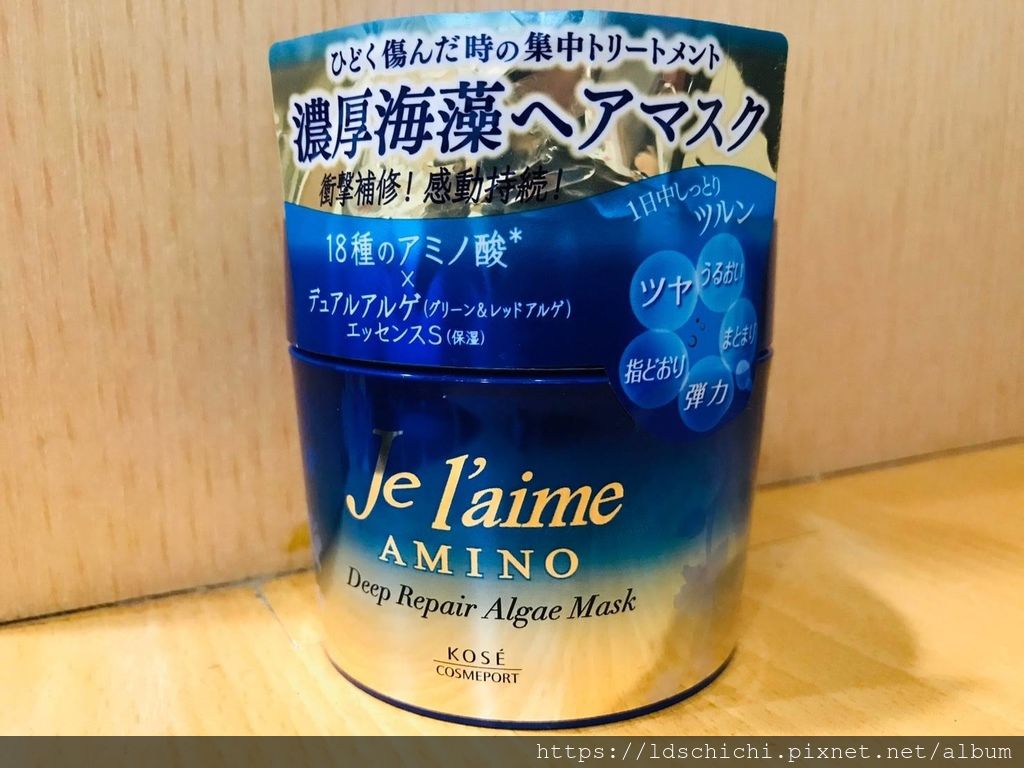 ひどく傷んだ時の集中トリートメント
濃厚海藻ヘアマスク
衝撃補修！感動持続！
1日中しっとり
ツルン
18種のアミノ酸*
×
デュアルアルゲ(グリーン&レッドアルゲ)
エッセンスS(保湿)
ツヤ
うるおい
まとまり
指どおり
弾力
Je l'aime
AMINO
Deep Repair Algae Mask
KOSÉ
COSMEPORT
https://ldschichi.pixnet.net/album